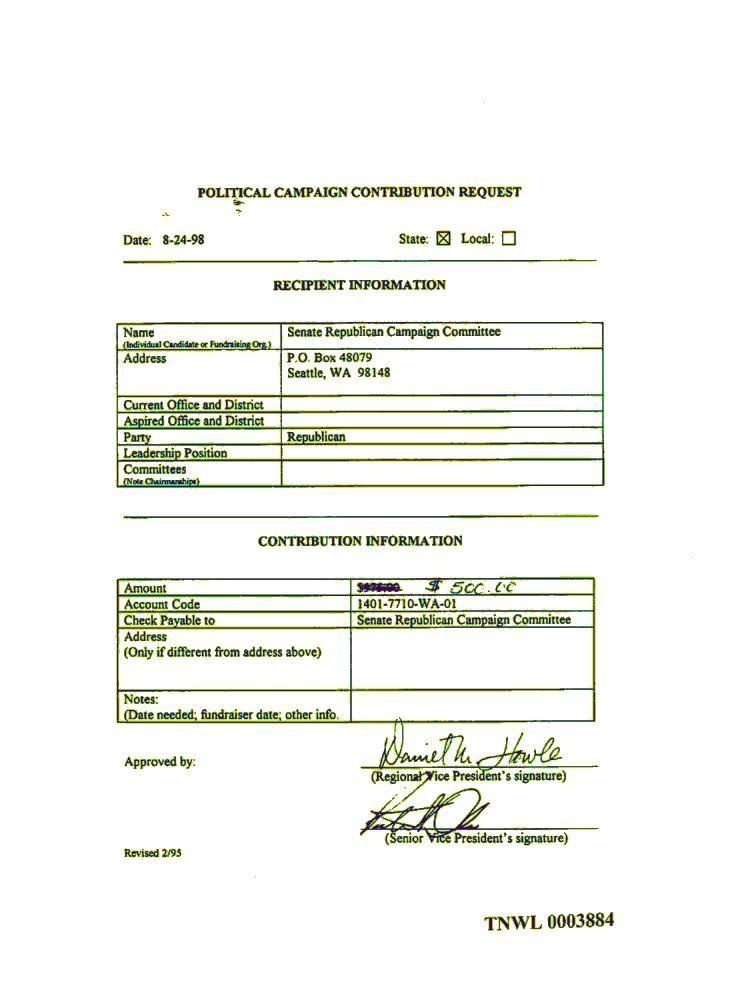 POLITICAL CAMPAIGN CONTRIBUTION REQUEST
Date: 8-24-98 State: ☒ Local: ☐
RECIPIENT INFORMATION
Name Senate Republican Campaign Committee
(Individual Candidate or Fundraising Org.)
Address P.O. Box 48079
Seattle, WA 98148
Current Office and District
Aspired Office and District
Party Republican
Leadership Position
Committees
(Note Chairmanships)
CONTRIBUTION INFORMATION
Amount $ 500.00
Account Code 1401-7710-WA-01
Check Payable to Senate Republican Campaign Committee
Address
(Only if different from address above)
Notes:
(Date needed; fundraiser date; other info.
Daniel M. Howle
Approved by:
(Regional Vice President's signature)
(Senior Vice President's signature)
Revised 2/95
TNWL 0003884